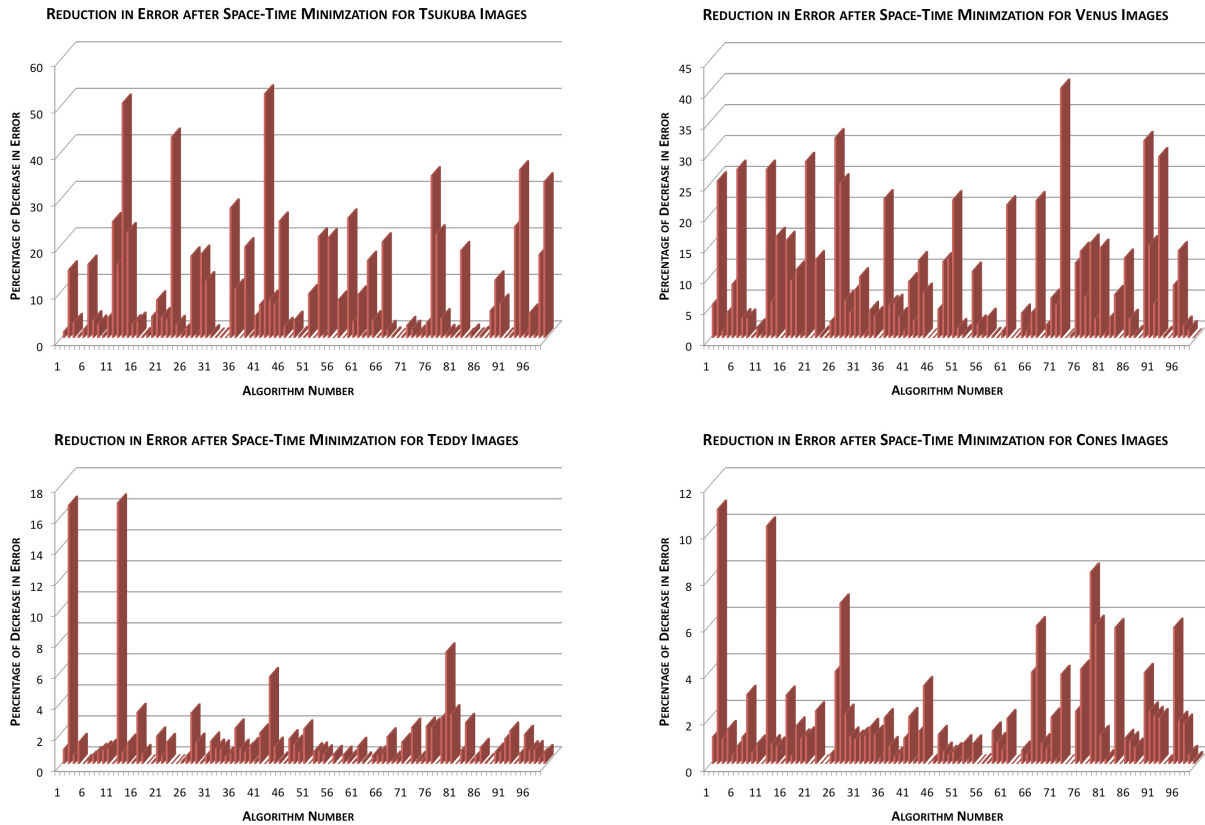 REDUCTION IN ERROR AFTER SPACE-TIME MINIMZATION FOR TSUKUBA IMAGES
PERCENTAGE OF DECREASE IN ERROR
60
50
40
30
20
10
0
1 6 11 16 21 26 31 36 41 46 51 56 61 66 71 76 81 86 91 96
ALGORITHM NUMBER
REDUCTION IN ERROR AFTER SPACE-TIME MINIMZATION FOR VENUS IMAGES
PERCENTAGE OF DECREASE IN ERROR
45
40
35
30
25
20
15
10
5
0
1 6 11 16 21 26 31 36 41 46 51 56 61 66 71 76 81 86 91 96
ALGORITHM NUMBER
REDUCTION IN ERROR AFTER SPACE-TIME MINIMZATION FOR TEDDY IMAGES
PERCENTAGE OF DECREASE IN ERROR
18
16
14
12
10
8
6
4
2
0
1 6 11 16 21 26 31 36 41 46 51 56 61 66 71 76 81 86 91 96
ALGORITHM NUMBER
REDUCTION IN ERROR AFTER SPACE-TIME MINIMZATION FOR CONES IMAGES
PERCENTAGE OF DECREASE IN ERROR
12
10
8
6
4
2
0
1 6 11 16 21 26 31 36 41 46 51 56 61 66 71 76 81 86 91 96
ALGORITHM NUMBER